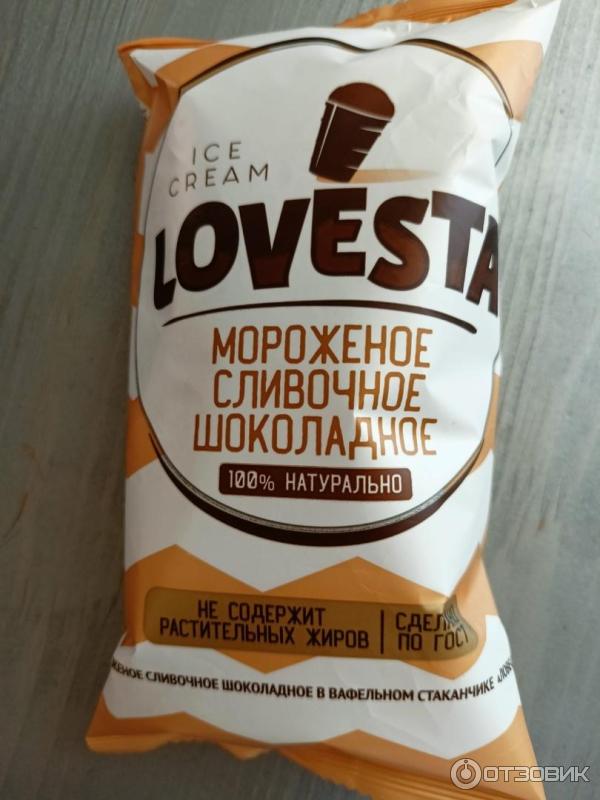 ICE
CREAM
LOVESTA
МОРОЖЕНОЕ
СЛИВОЧНОЕ
ШОКОЛАДНОЕ
100% НАТУРАЛЬНО
НЕ СОДЕРЖИТ
РАСТИТЕЛЬНЫХ ЖИРОВ
СДЕЛАНО
ПО ГОСТ
СЛИВОЧНОЕ ШОКОЛАДНОЕ В ВАФЕЛЬНОМ СТАКАНЧИКЕ
ОТЗОВИК